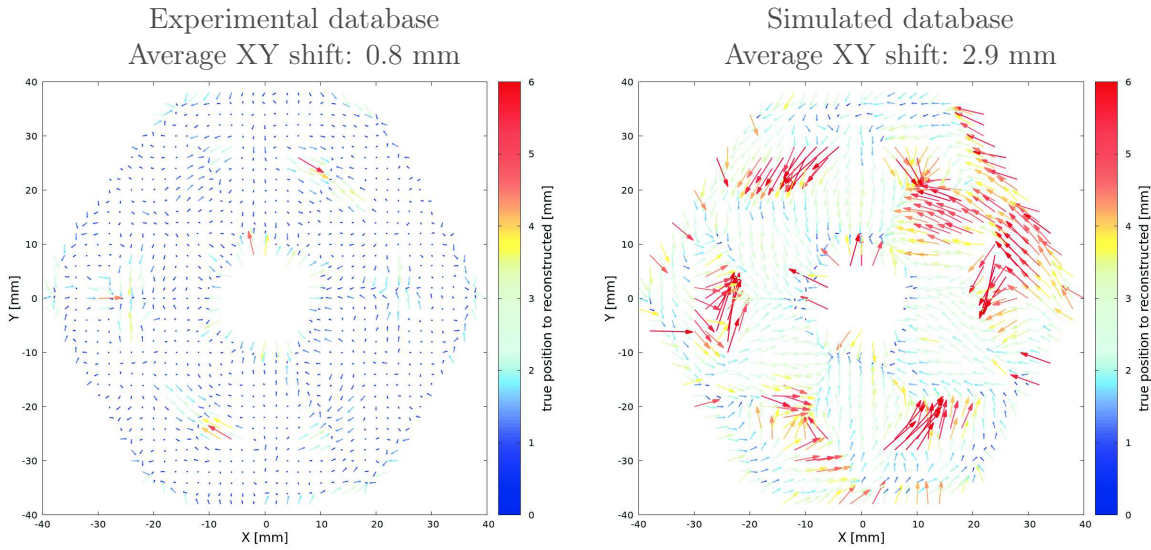 Experimental database
Average XY shift: 0.8 mm
40
30
20
10
0
-10
-20
-30
-40
Y [mm]
-40 -30 -20 -10 0 10 20 30 40
X [mm]
6
5
4
3
2
1
0
true position to reconstructed [mm]
Simulated database
Average XY shift: 2.9 mm
40
30
20
10
0
-10
-20
-30
-40
Y [mm]
-40 -30 -20 -10 0 10 20 30 40
X [mm]
6
5
4
3
2
1
0
true position to reconstructed [mm]